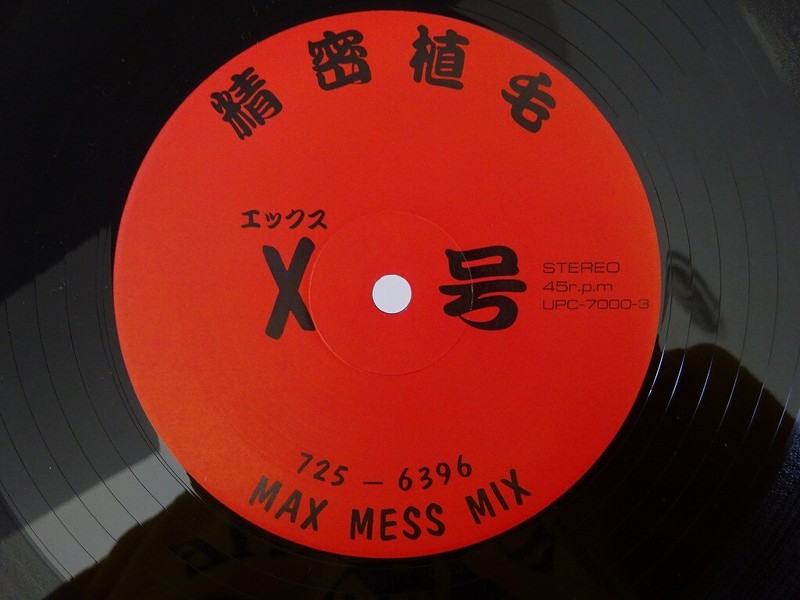 精密植毛
エックス
X 号
STEREO
45r.p.m
UPC-7000-3
725-6396
MAX MESS MIX